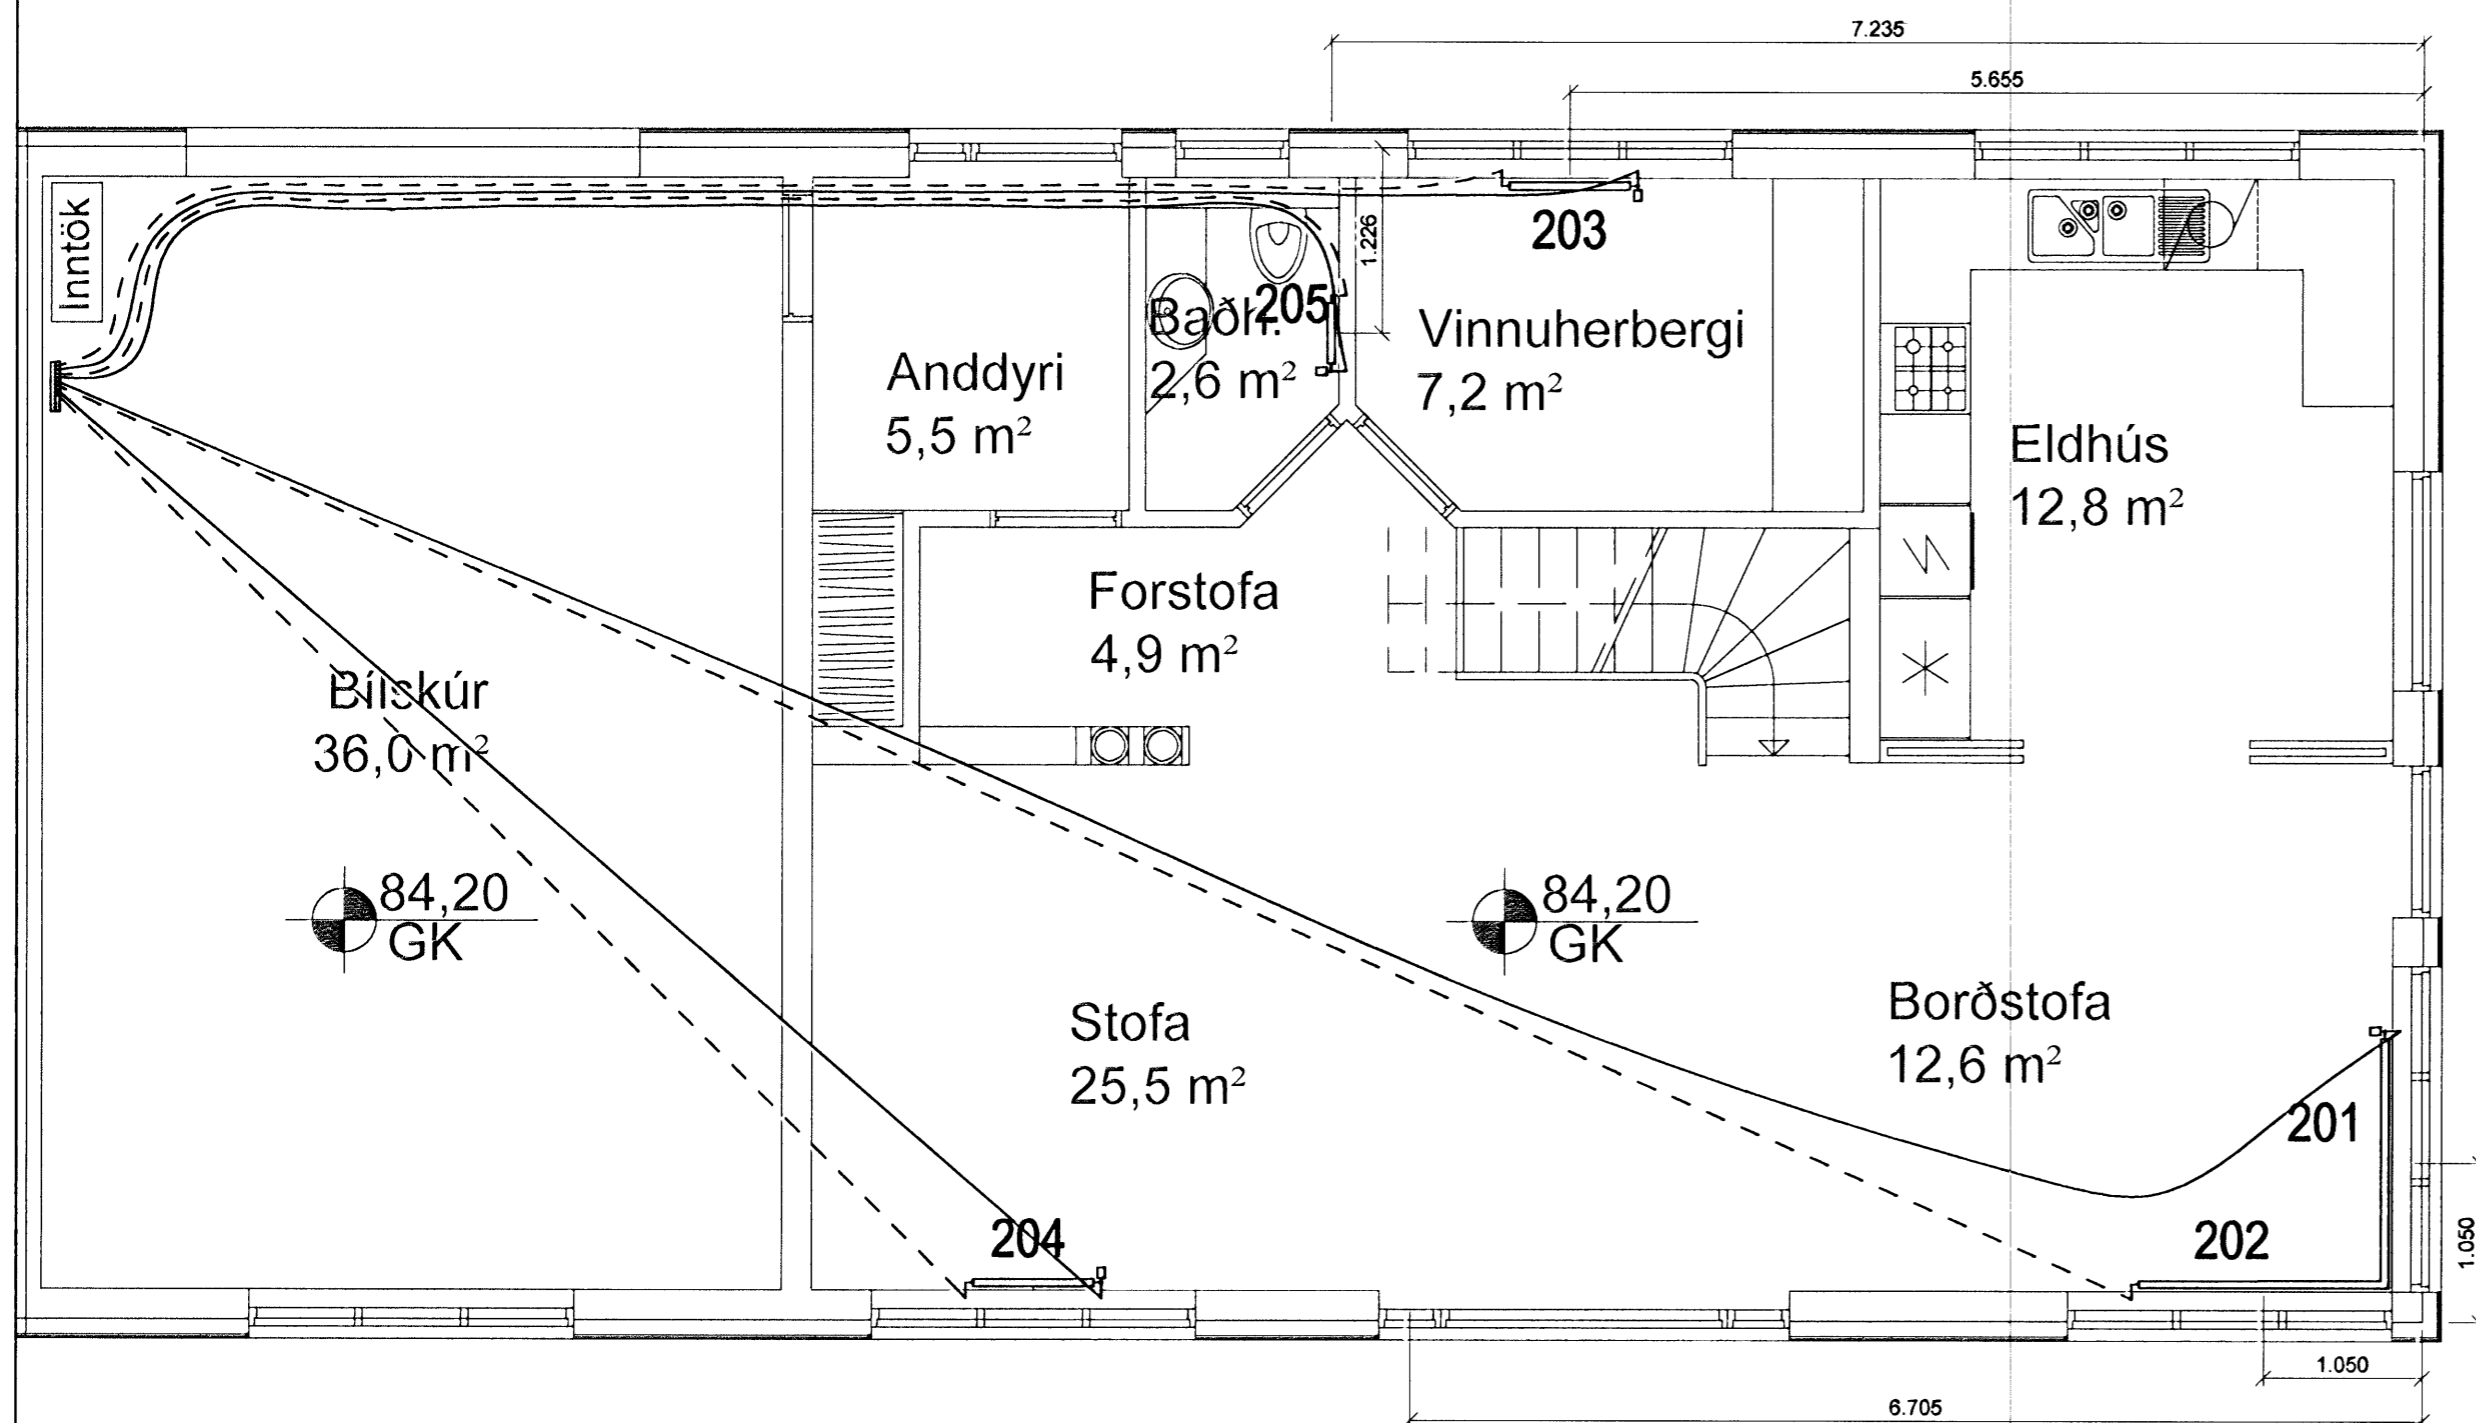 7.235
5.655
Inntök
1.226
203
205
Baðh.
2,6 m²
Vinnuherbergi
7,2 m²
Anddyri
5,5 m²
Eldhús
12,8 m²
Forstofa
4,9 m²
Bílskúr
36,0 m²
84,20
GK
84,20
GK
Stofa
25,5 m²
Borðstofa
12,6 m²
201
202
204
1.050
1.050
6.705